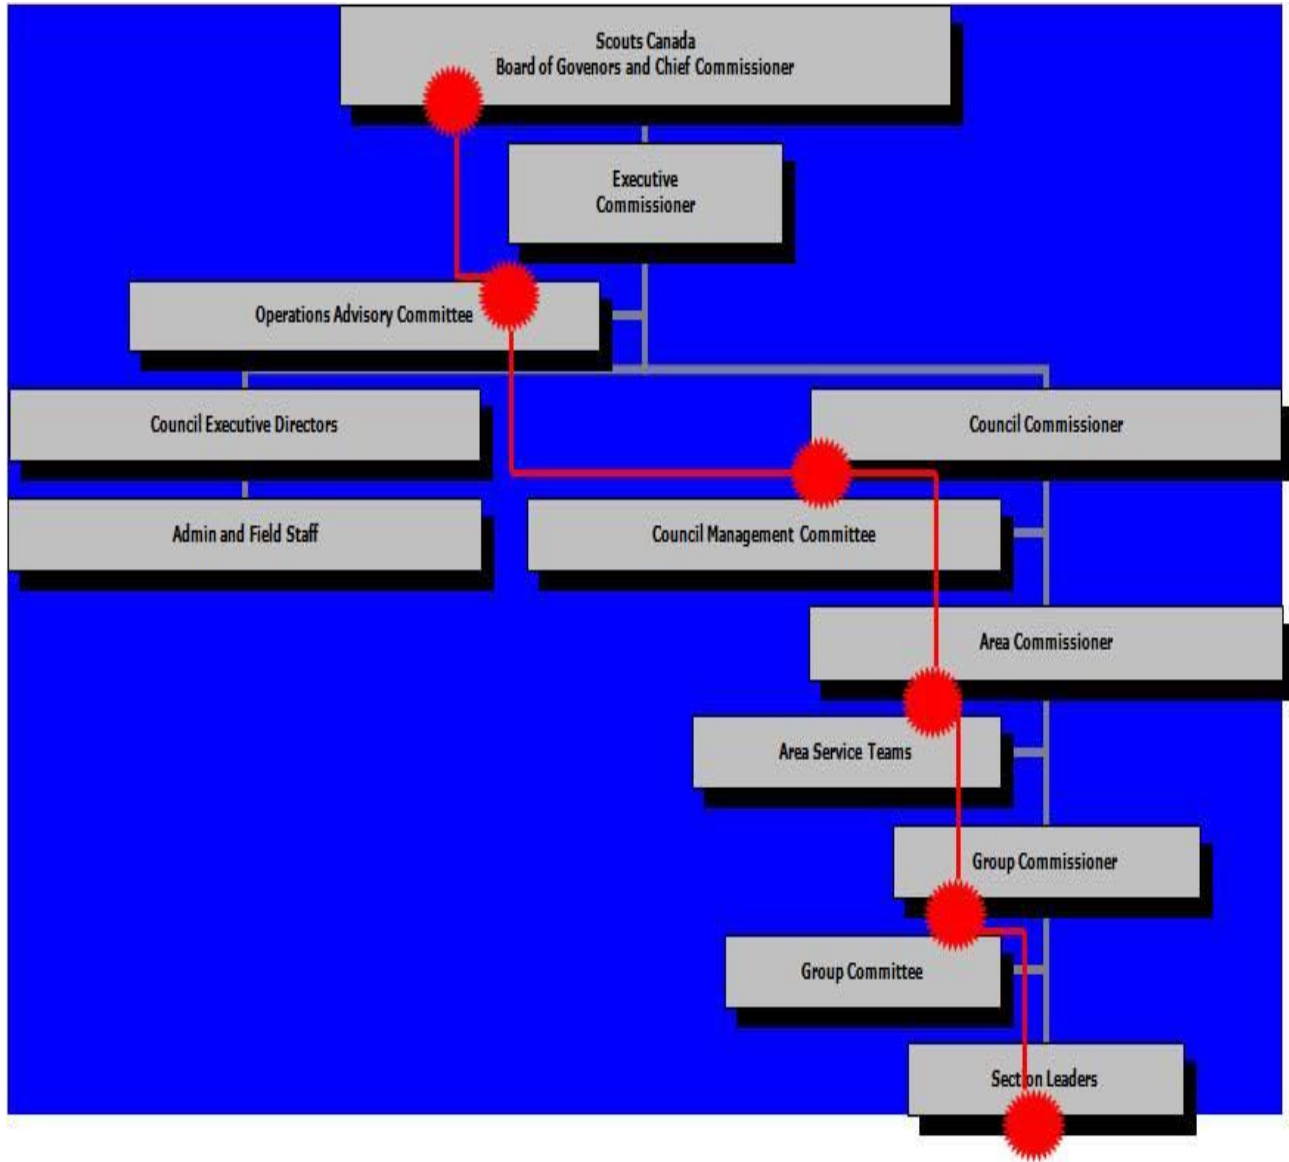 Scouts Canada
Board of Govenors and Chief Commissioner
Executive
Commissioner
Operations Advisory Committee
Council Executive Directors
Council Commissioner
Admin and Field Staff
Council Management Committee
Area Commissioner
Area Service Teams
Group Commissioner
Group Committee
Section Leaders